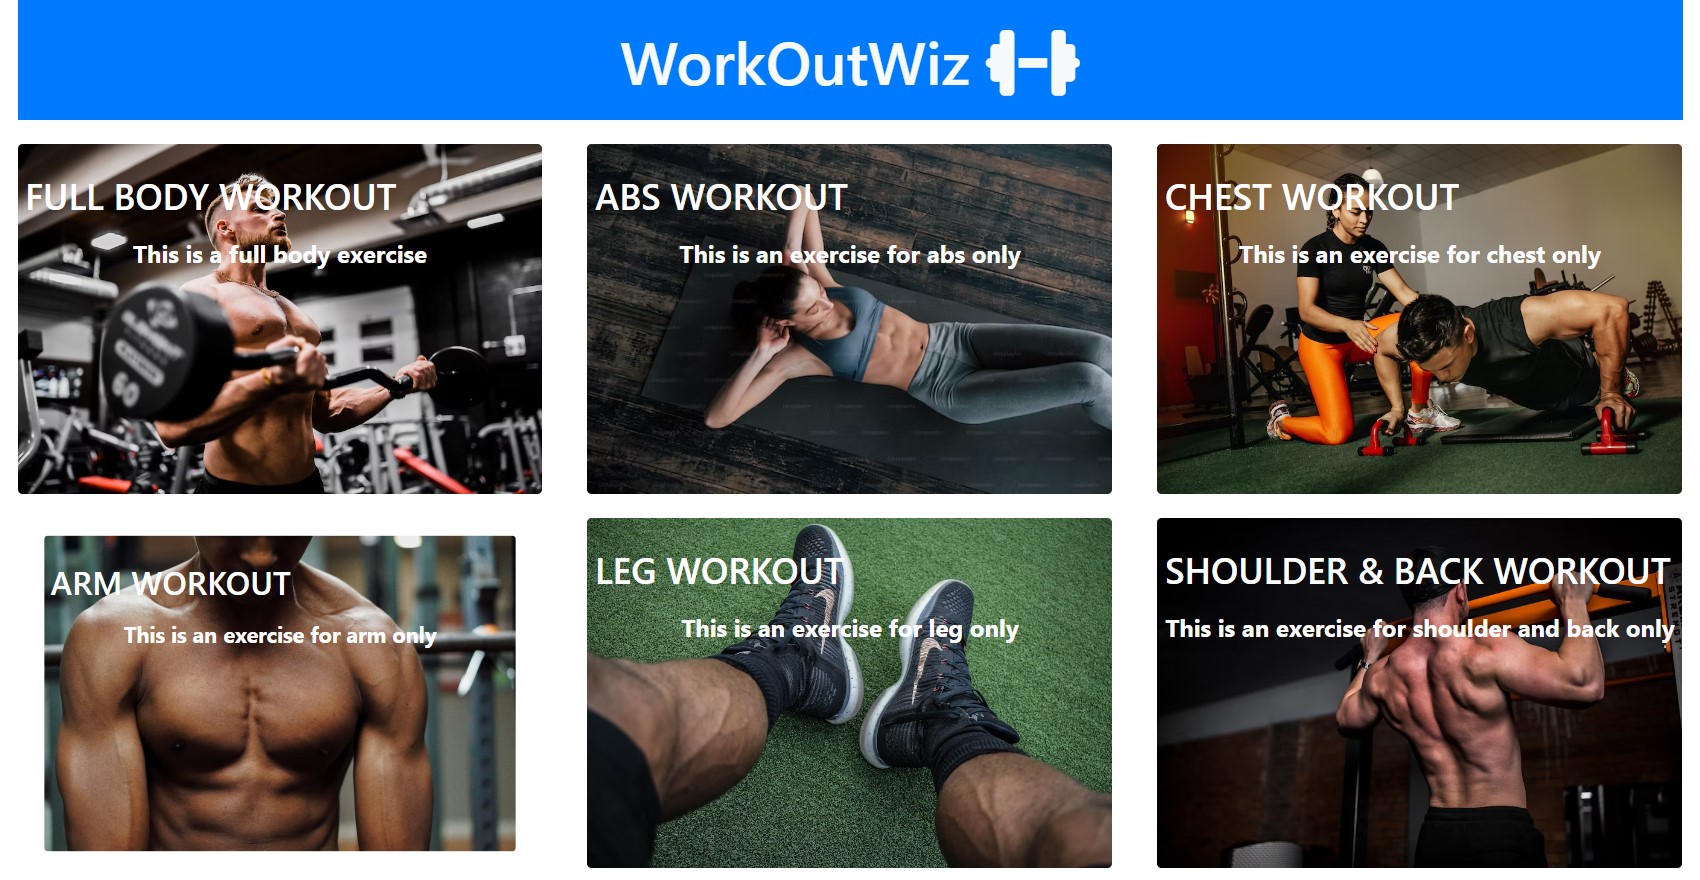 WorkOutWiz
FULL BODY WORKOUT
This is a full body exercise
60
ABS WORKOUT
This is an exercise for abs only
CHEST WORKOUT
This is an exercise for chest only
ARM WORKOUT
This is an exercise for arm only
LEG WORKOUT
This is an exercise for leg only
SHOULDER & BACK WORKOUT
This is an exercise for shoulder and back only